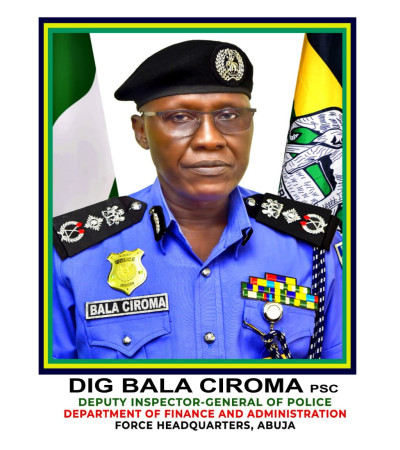 POLICE
BALA CIROMA
DIG BALA CIROMA PSC
DEPUTY INSPECTOR-GENERAL OF POLICE
DEPARTMENT OF FINANCE AND ADMINISTRATION
FORCE HEADQUARTERS, ABUJA